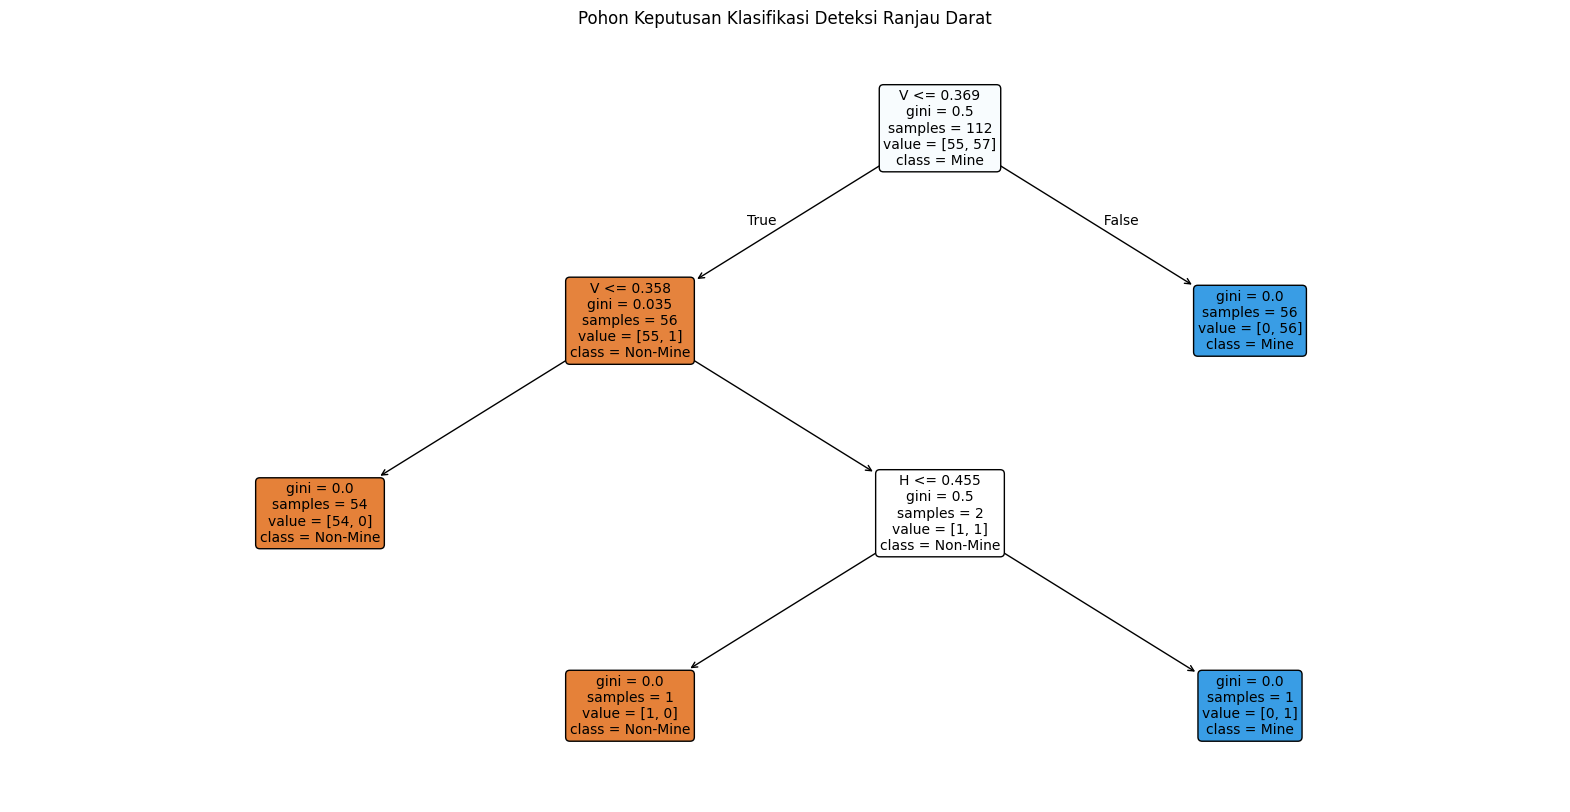 Pohon Keputusan Klasifikasi Deteksi Ranjau Darat
V <= 0.369
gini = 0.5
samples = 112
value = [55, 57]
class = Mine
True
False
V <= 0.358
gini = 0.035
samples = 56
value = [55, 1]
class = Non-Mine
gini = 0.0
samples = 56
value = [0, 56]
class = Mine
gini = 0.0
samples = 54
value = [54, 0]
class = Non-Mine
H <= 0.455
gini = 0.5
samples = 2
value = [1, 1]
class = Non-Mine
gini = 0.0
samples = 1
value = [1, 0]
class = Non-Mine
gini = 0.0
samples = 1
value = [0, 1]
class = Mine